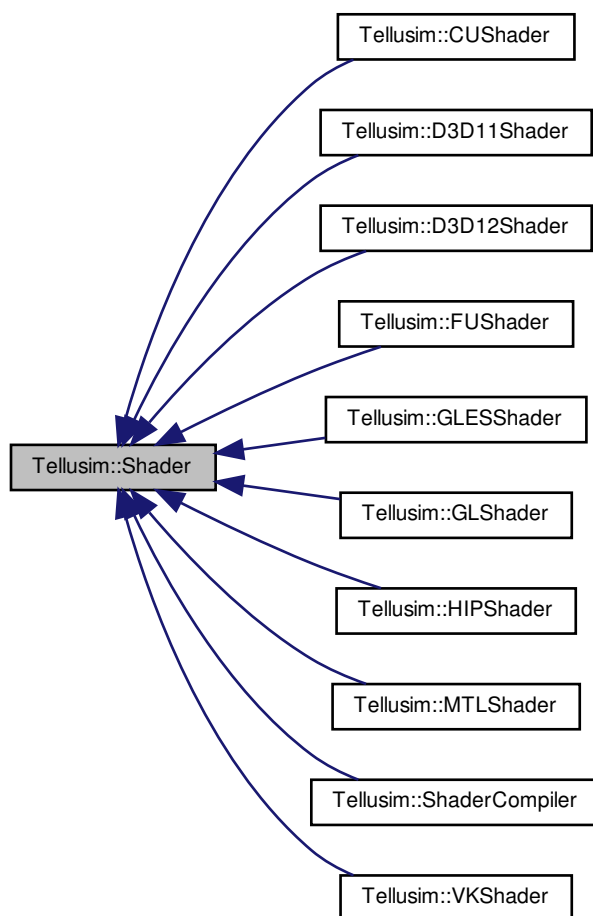 Tellusim::CUShader
Tellusim::D3D11Shader
Tellusim::D3D12Shader
Tellusim::FUShader
Tellusim::GLESShader
Tellusim::Shader
Tellusim::GLShader
Tellusim::HIPShader
Tellusim::MTLShader
Tellusim::ShaderCompiler
Tellusim::VKShader